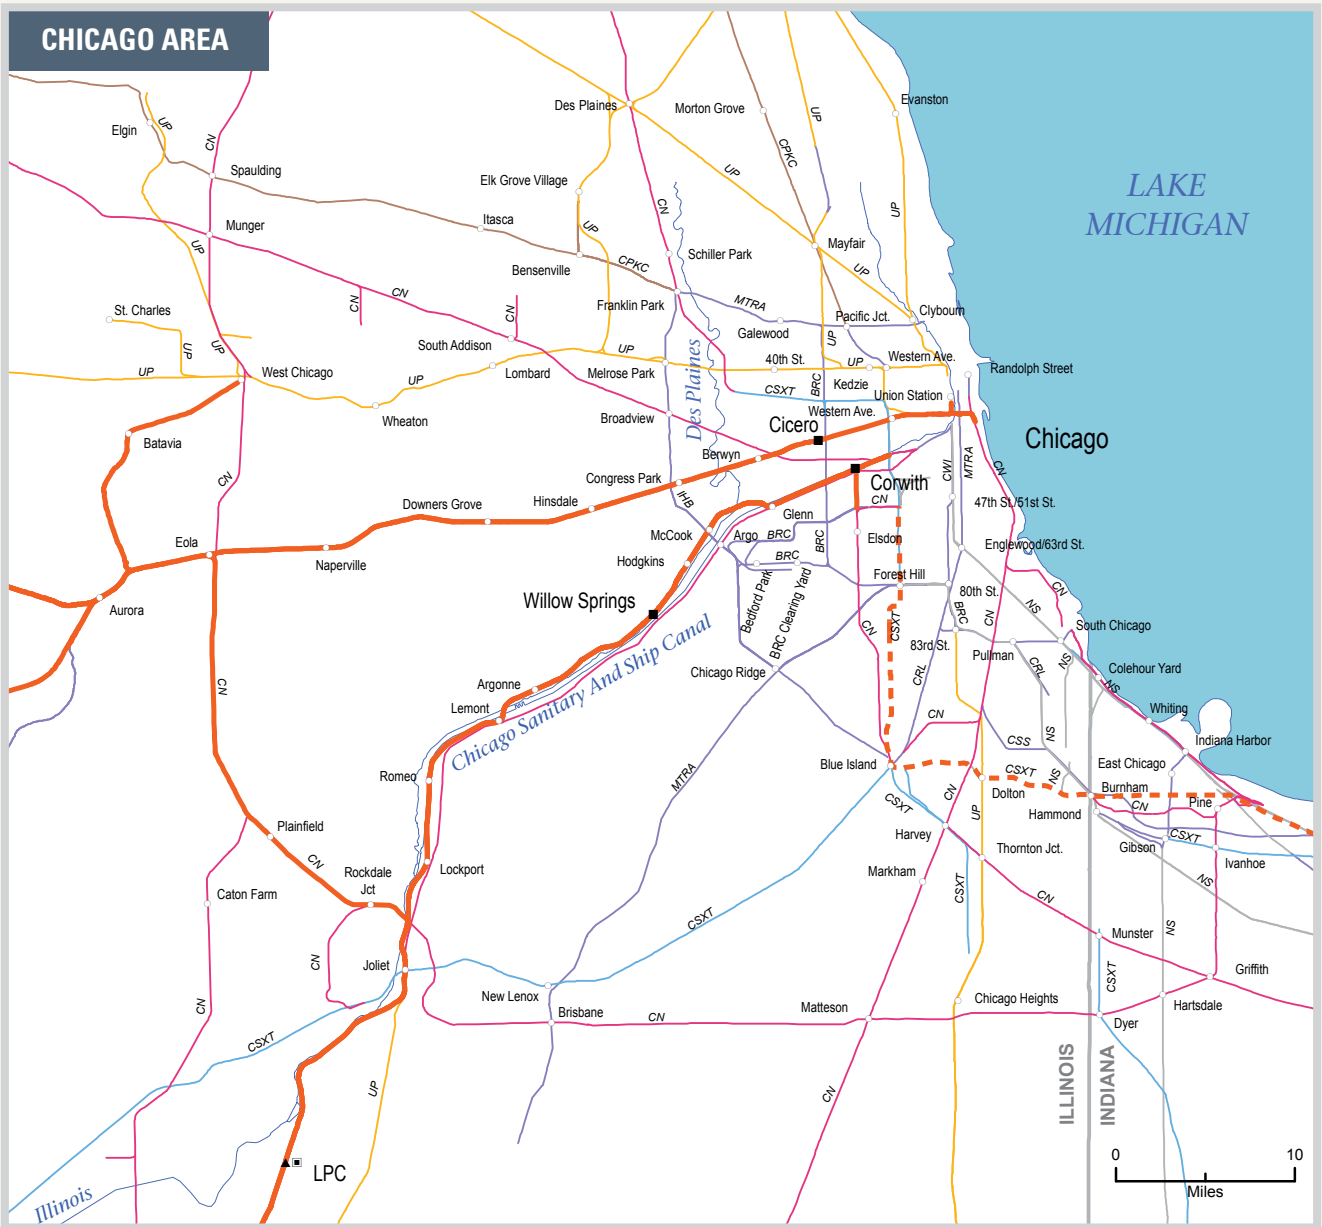 CHICAGO AREA
Des Plaines
Morton Grove
UP
Evanston
Elgin
UP
CN
CPKC
Spaulding
UP
LAKE
MICHIGAN
Elk Grove Village
CN
UP
Munger
Itasca
UP
UP
Mayfair
Schiller Park
Bensenville
CPKC
UP
CN
CN
CN
Franklin Park
MTRA
St. Charles
Galewood
Pacific Jct.
Clybourn
UP
UP
South Addison
UP
UP
West Chicago
UP
Lombard
Melrose Park
Des Plaines
40th St.
UP
Western Ave.
Randolph Street
UP
CSXT
BRC
Kedzie
Union Station
Wheaton
Broadview
Western Ave.
Cicero
Chicago
Batavia
Berwyn
CWI
MTRA
CN
CN
Congress Park
Corwith
Downers Grove
Hinsdale
IHB
CN
47th St./51st St.
Glenn
Eola
McCook
Argo
BRC
BRC
Elsdon
Englewood/63rd St.
Naperville
Hodgkins
BRC
Forest Hill
Aurora
Willow Springs
Bedford Park
BRC Clearing Yard
80th St.
CN
NS
CN
CSXT
BRC
CN
South Chicago
83rd St.
Pullman
Chicago Sanitary And Ship Canal
Chicago Ridge
CRL
CRL
NS
Colehour Yard
NS
CN
Argonne
Lemont
CN
Whiting
NS
Indiana Harbor
CSS
Romeo
MTRA
Blue Island
CSXT
NS
East Chicago
CSXT
CN
Dolton
Burnham
CN
Pine
Hammond
UP
Plainfield
Harvey
CSXT
Gibson
CN
Thornton Jct.
Ivanhoe
Rockdale
Jct
Lockport
Markham
NS
Caton Farm
CSXT
CN
CSXT
NS
Munster
CN
Joliet
CSXT
Griffith
CN
New Lenox
Matteson
Chicago Heights
Hartsdale
Brisbane
CN
Dyer
CSXT
ILLINOIS
INDIANA
UP
CN
LPC
0
10
Miles
Illinois